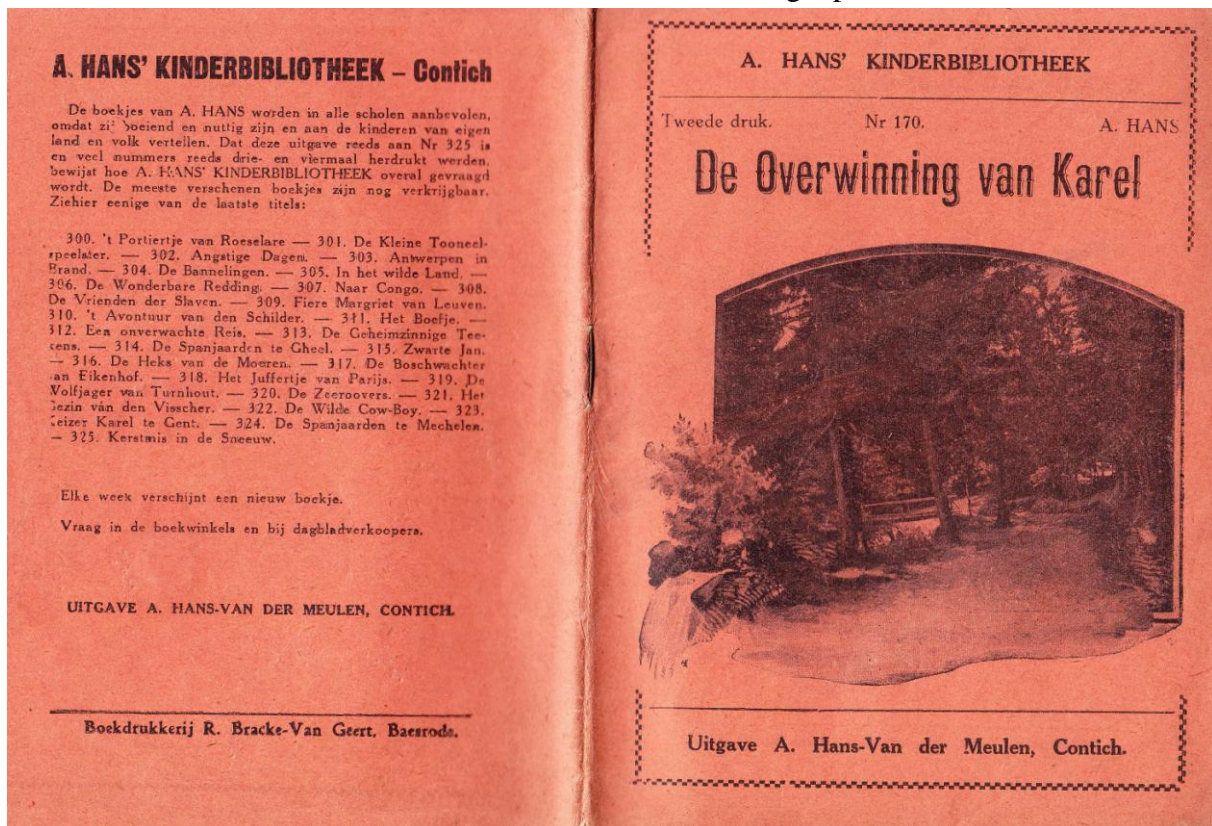 A. HANS' KINDERBIBLIOTHEEK – Contich
De boekjes van A. HANS worden in alle scholen aanbevolen,
omdat zij boeiend en nuttig zijn en aan de kinderen van eigen
land en volk vertellen. Dat deze uitgave reeds aan Nr 325 is
en veel nummers reeds drie- en viermaal herdrukt werden,
bewijst hoe A. HANS' KINDERBIBLIOTHEEK overal gevraagd
wordt. De meeste verschenen boekjes zijn nog verkrijgbaar.
Ziehier eenige van de laatste titels:
300. 't Portiertje van Roeselare — 301. De Kleine Tooneel-
speelster. — 302. Angstige Dagen. — 303. Antwerpen in
Brand. — 304. De Bannelingen. — 305. In het wilde Land. —
306. De Wonderbare Redding. — 307. Naar Congo. — 308.
De Vrienden der Slaven. — 309. Fiere Margriet van Leuven.
310. 't Avontuur van den Schilder. — 311. Het Boefje. —
312. Een onverwachte Reis. — 313. De Geheimzinnige Tee-
kens. — 314. De Spanjaarden te Gheel. — 315. Zwarte Jan.
— 316. De Heks van de Moeren. — 317. De Boschwachter
van Eikenhof. — 318. Het Juffertje van Parijs. — 319. De
Wolfjager van Turnhout. — 320. De Zeeroovers. — 321. Het
Gezin van den Visscher. — 322. De Wilde Cow-Boy. — 323.
Keizer Karel te Gent. — 324. De Spanjaarden te Mechelen.
— 325. Kerstmis in de Sneeuw.
Elke week verschijnt een nieuw boekje.
Vraag in de boekwinkels en bij dagbladverkoopers.
UITGAVE A. HANS-VAN DER MEULEN, CONTICH.
Boekdrukkerij R. Bracke-Van Geert, Baesrode.
A. HANS' KINDERBIBLIOTHEEK
Tweede druk. Nr 170. A. HANS
De Overwinning van Karel
Uitgave A. Hans-Van der Meulen, Contich.